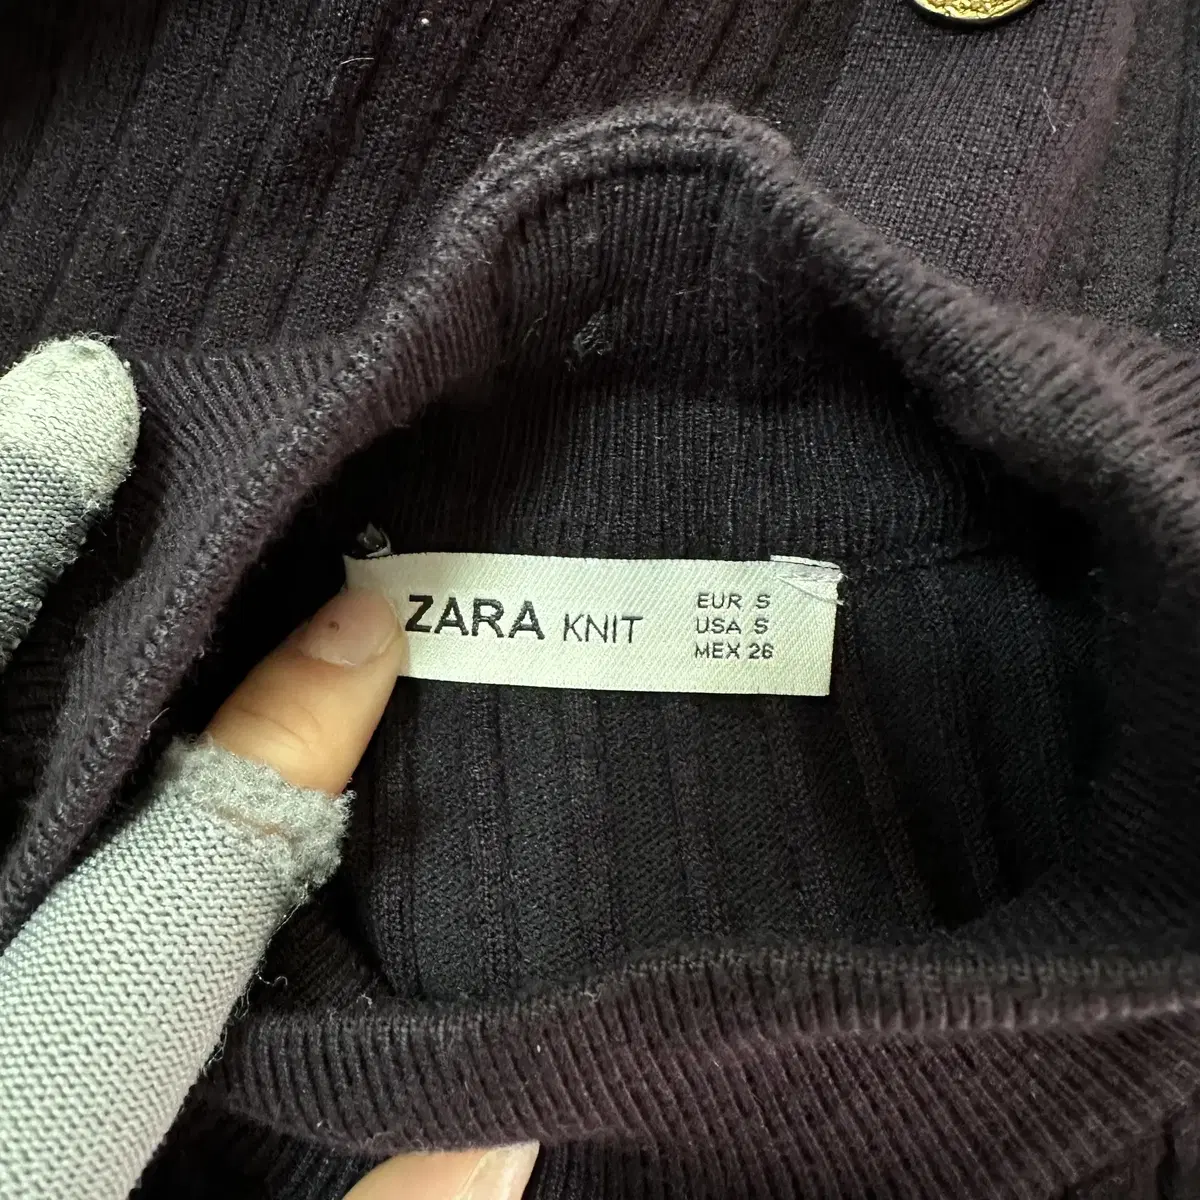 ZARA KNIT
EUR S
USA S
MEX 26